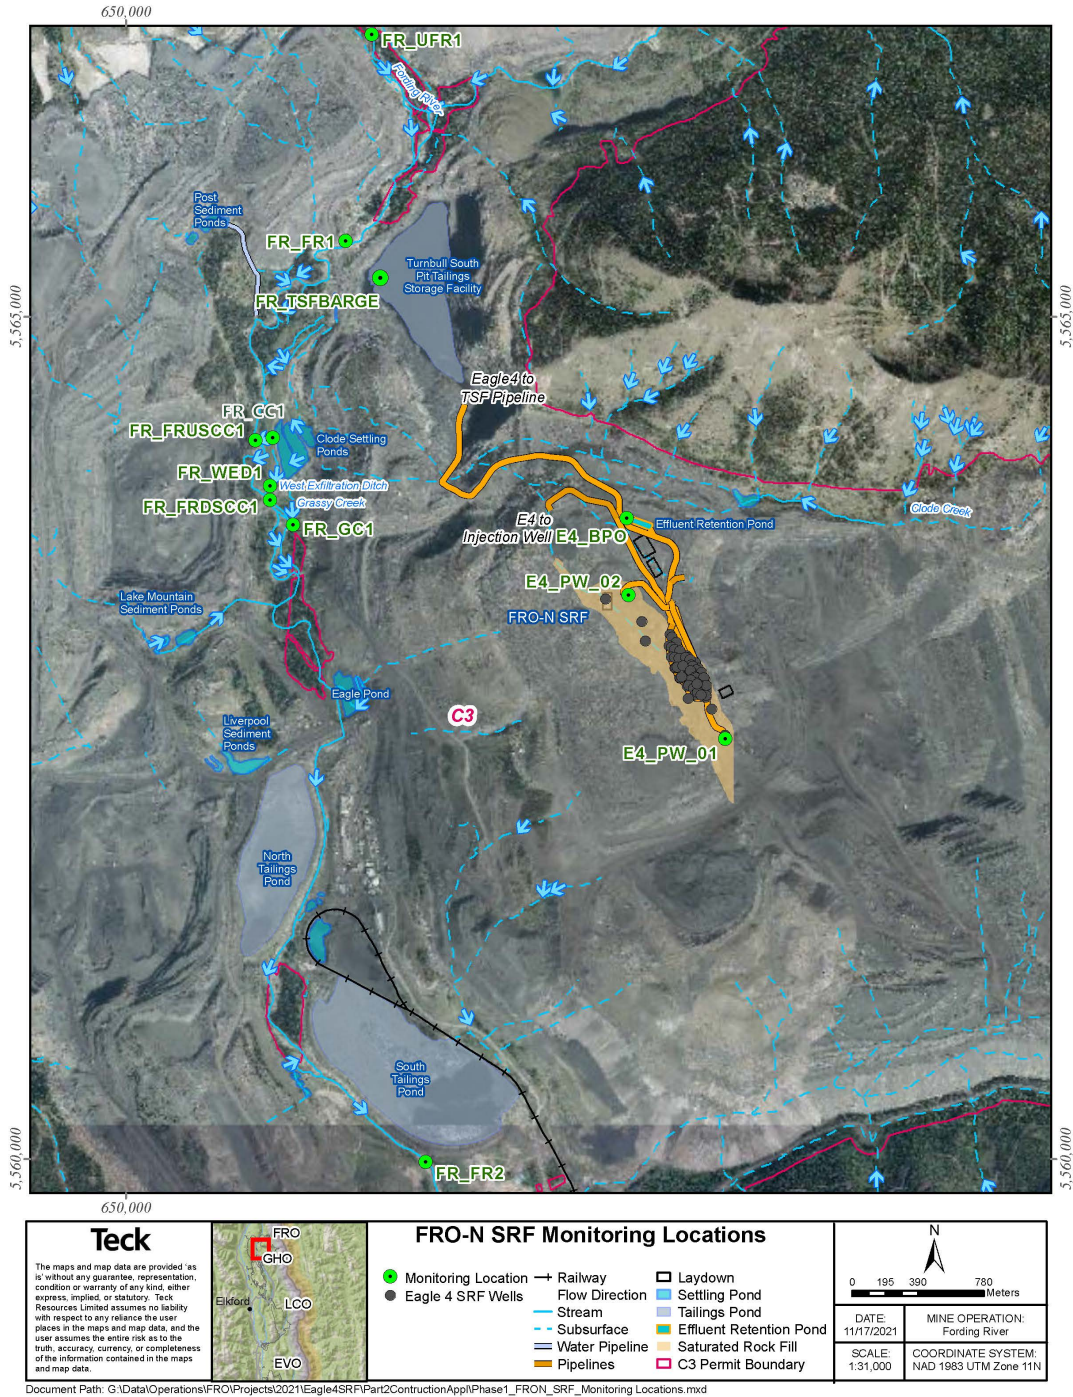 650,000
FR_UFR1
Fording River
Post
Sediment
Ponds
FR_FR1
Turnbull South
Pit Tailings
Storage Facility
FR_TSFBARGE
5,565,000
5,565,000
Eagle4 to
TSF Pipeline
FR_CC1
FR_FRUSCC1
Clode Settling
Ponds
FR_WED1
West Exfiltration Ditch
FR_FRDSCC1
Grassy Creek
Clode Creek
FR_GC1
E4 to
Injection Well
E4_BPO
Effluent Retention Pond
E4_PW_02
Lake Mountain
Sediment Ponds
FRO-N SRF
Eagle Pond
C3
Liverpool
Sediment
Ponds
E4_PW_01
North
Tailings
Pond
South
Tailings
Pond
5,560,000
5,560,000
FR_FR2
650,000
Teck
The maps and map data are provided 'as
is' without any guarantee, representation,
condition or warranty of any kind, either
express, implied, or statutory. Teck
Resources Limited assumes no liability
with respect to any reliance the user
places in the maps and map data, and the
user assumes the entire risk as to the
truth, accuracy, currency, or completeness
of the information contained in the maps
and map data.
FRO
GHO
Elkford
LCO
EVO
FRO-N SRF Monitoring Locations
Monitoring Location
Eagle 4 SRF Wells
Railway
Flow Direction
Stream
Subsurface
Water Pipeline
Pipelines
Laydown
Settling Pond
Tailings Pond
Effluent Retention Pond
Saturated Rock Fill
C3 Permit Boundary
N
0 195 390 780
Meters
DATE:
11/17/2021
MINE OPERATION:
Fording River
SCALE:
1:31,000
COORDINATE SYSTEM:
NAD 1983 UTM Zone 11N
Document Path: G:\Data\Operations\FRO\Projects\2021\Eagle4SRF\Part2ContructionAppl\Phase1_FRON_SRF_Monitoring Locations.mxd